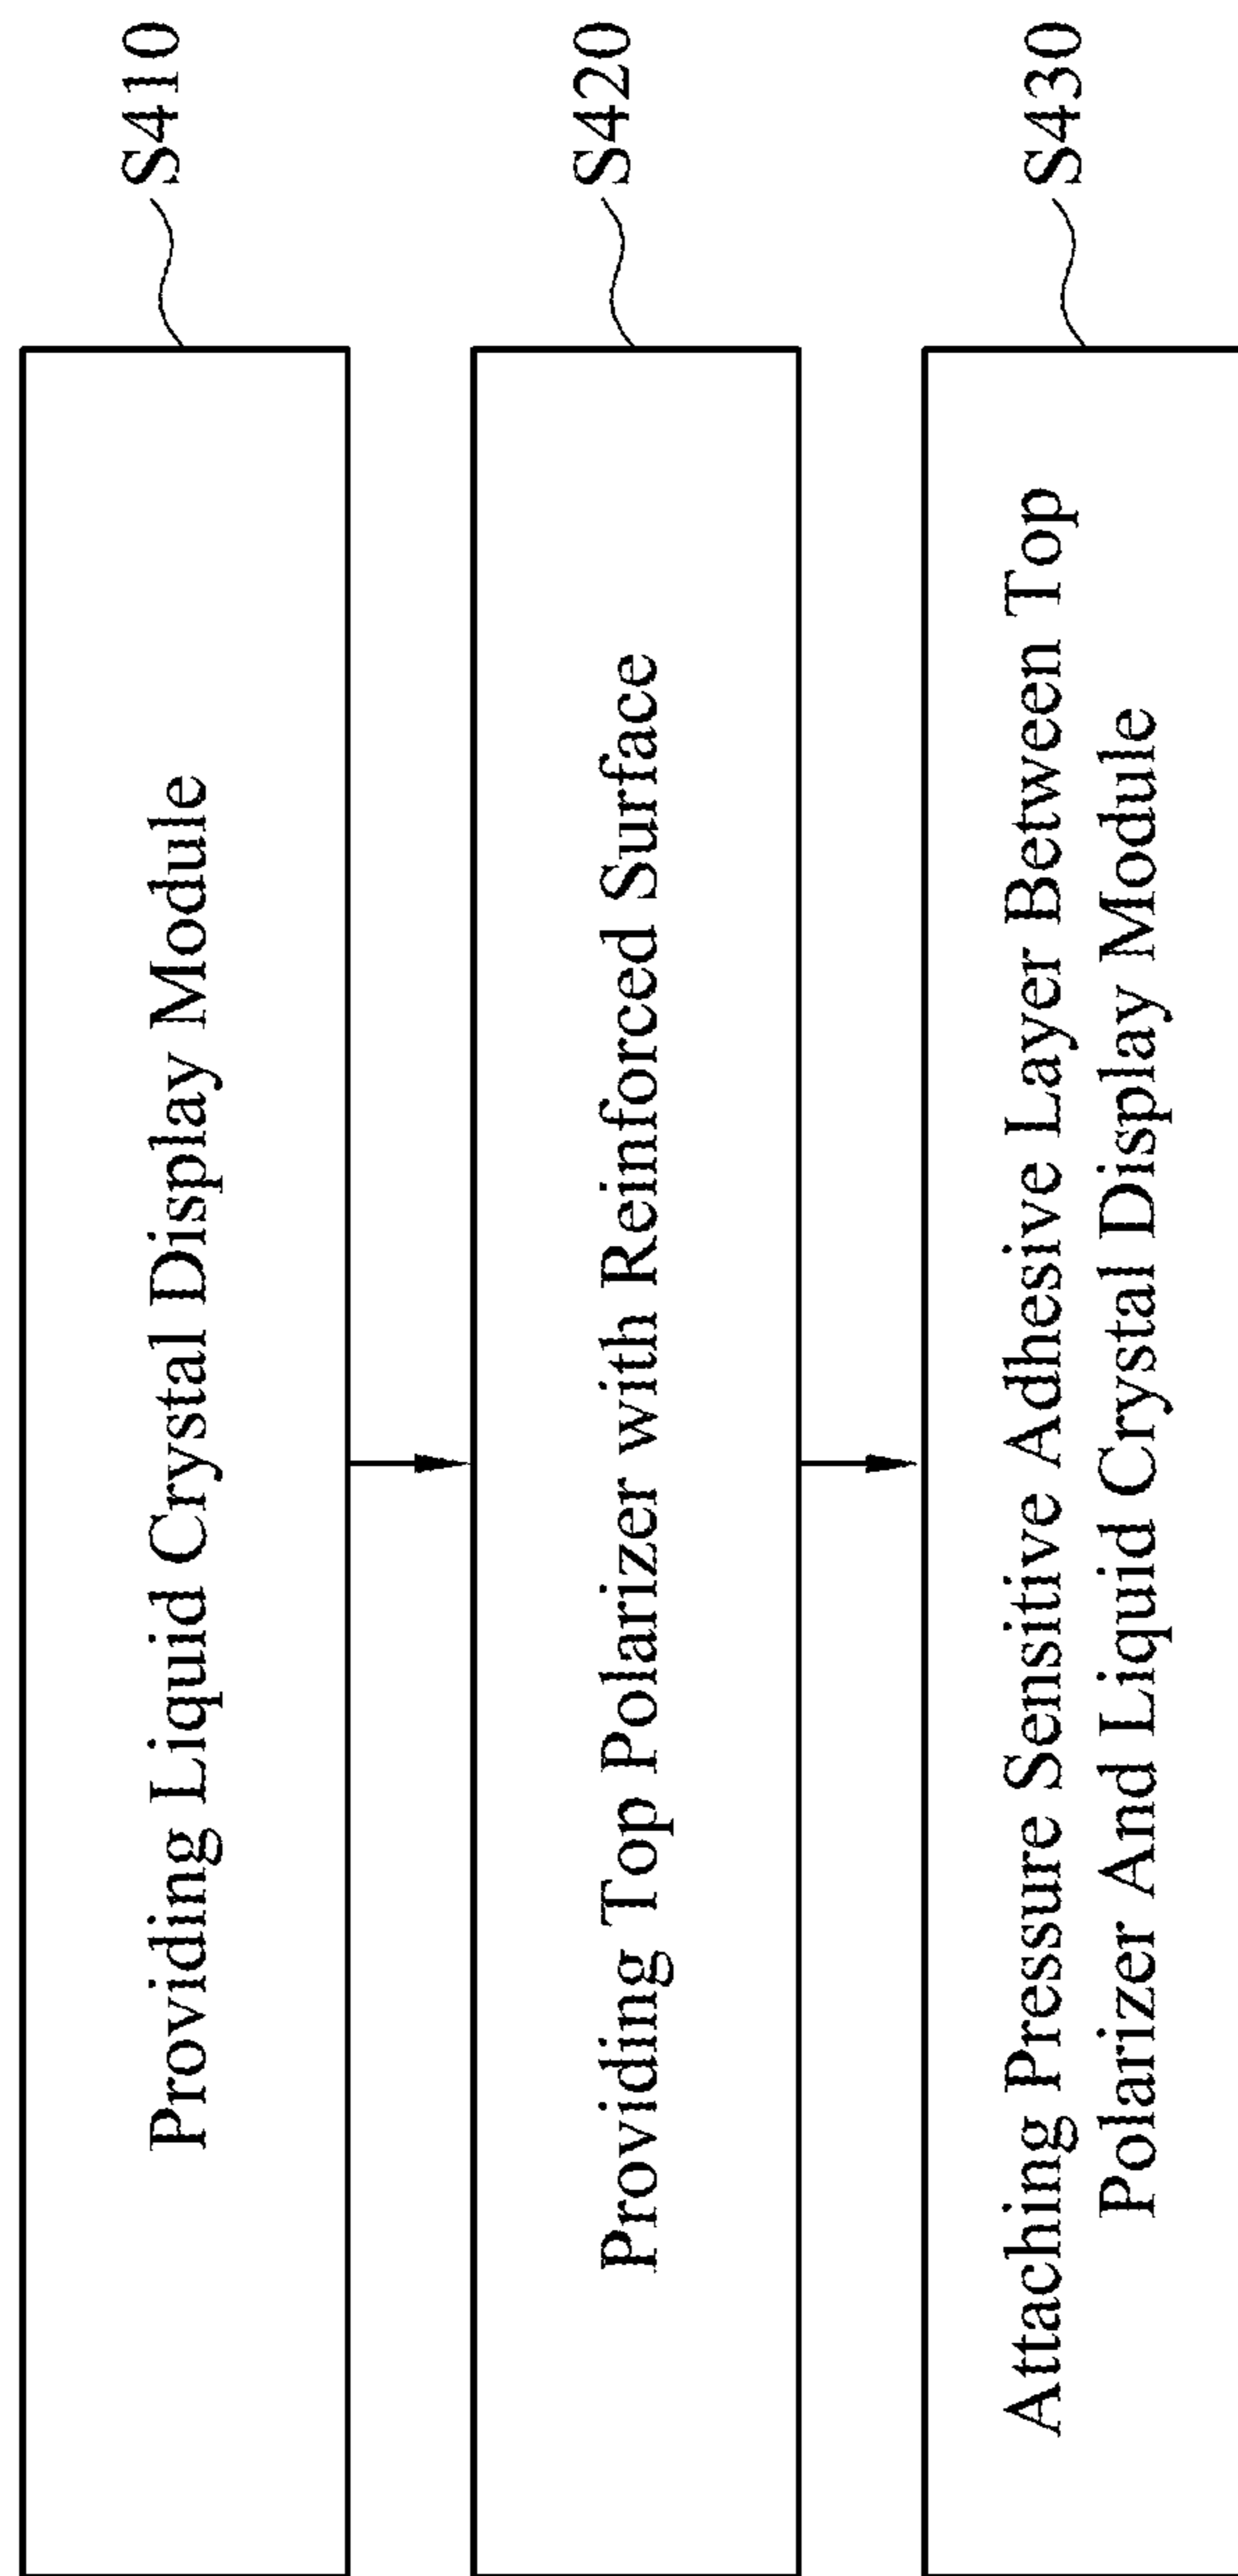 Providing Liquid Crystal Display Module
S410
Providing Top Polarizer with Reinforced Surface
S420
Attaching Pressure Sensitive Adhesive Layer Between Top
Polarizer And Liquid Crystal Display Module
S430